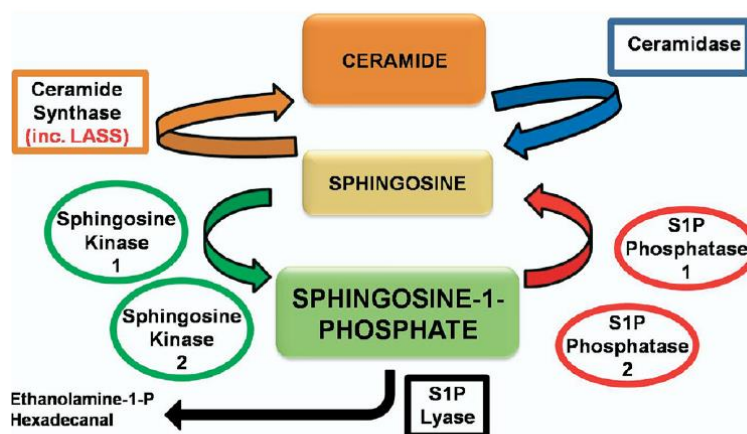 CERAMIDE
Ceramidase
Ceramide
Synthase
(inc. LASS)
SPHINGOSINE
Sphingosine
Kinase
1
S1P
Phosphatase
1
SPHINGOSINE-1-
PHOSPHATE
Sphingosine
Kinase
2
S1P
Phosphatase
2
S1P
Lyase
Ethanolamine-1-P
Hexadecanal